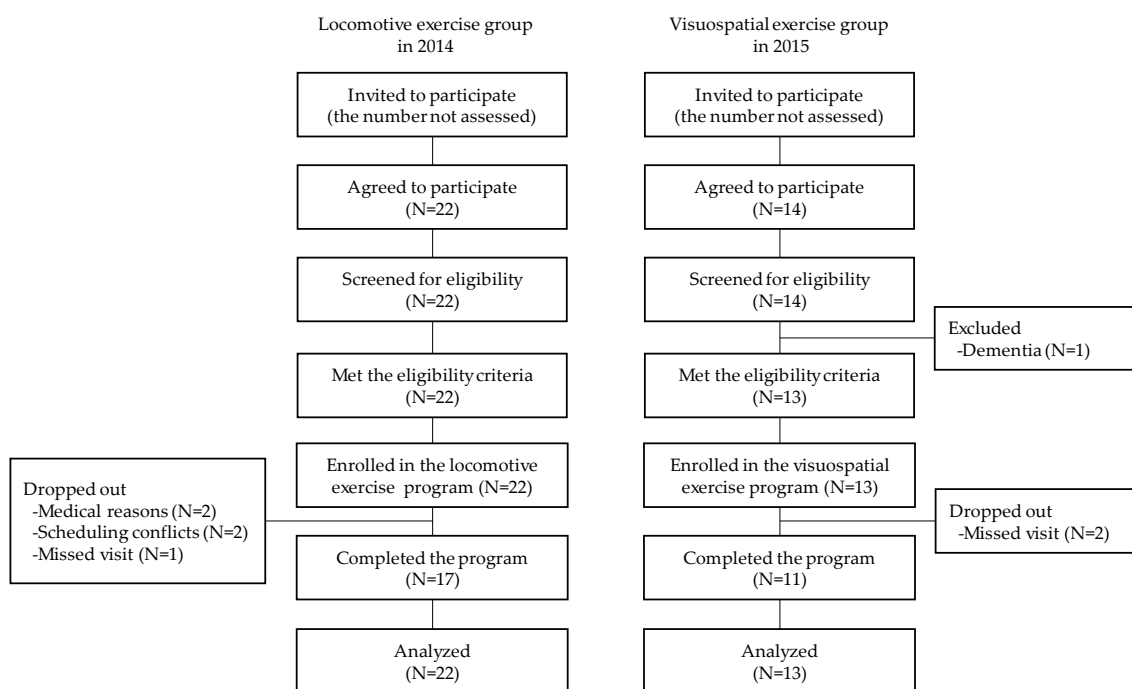 Locomotive exercise group
in 2014
Invited to participate
(the number not assessed)
Agreed to participate
(N=22)
Screened for eligibility
(N=22)
Met the eligibility criteria
(N=22)
Enrolled in the locomotive
exercise program (N=22)
Dropped out
-Medical reasons (N=2)
-Scheduling conflicts (N=2)
-Missed visit (N=1)
Completed the program
(N=17)
Analyzed
(N=22)
Visuospatial exercise group
in 2015
Invited to participate
(the number not assessed)
Agreed to participate
(N=14)
Screened for eligibility
(N=14)
Excluded
-Dementia (N=1)
Met the eligibility criteria
(N=13)
Enrolled in the visuospatial
exercise program (N=13)
Dropped out
-Missed visit (N=2)
Completed the program
(N=11)
Analyzed
(N=13)